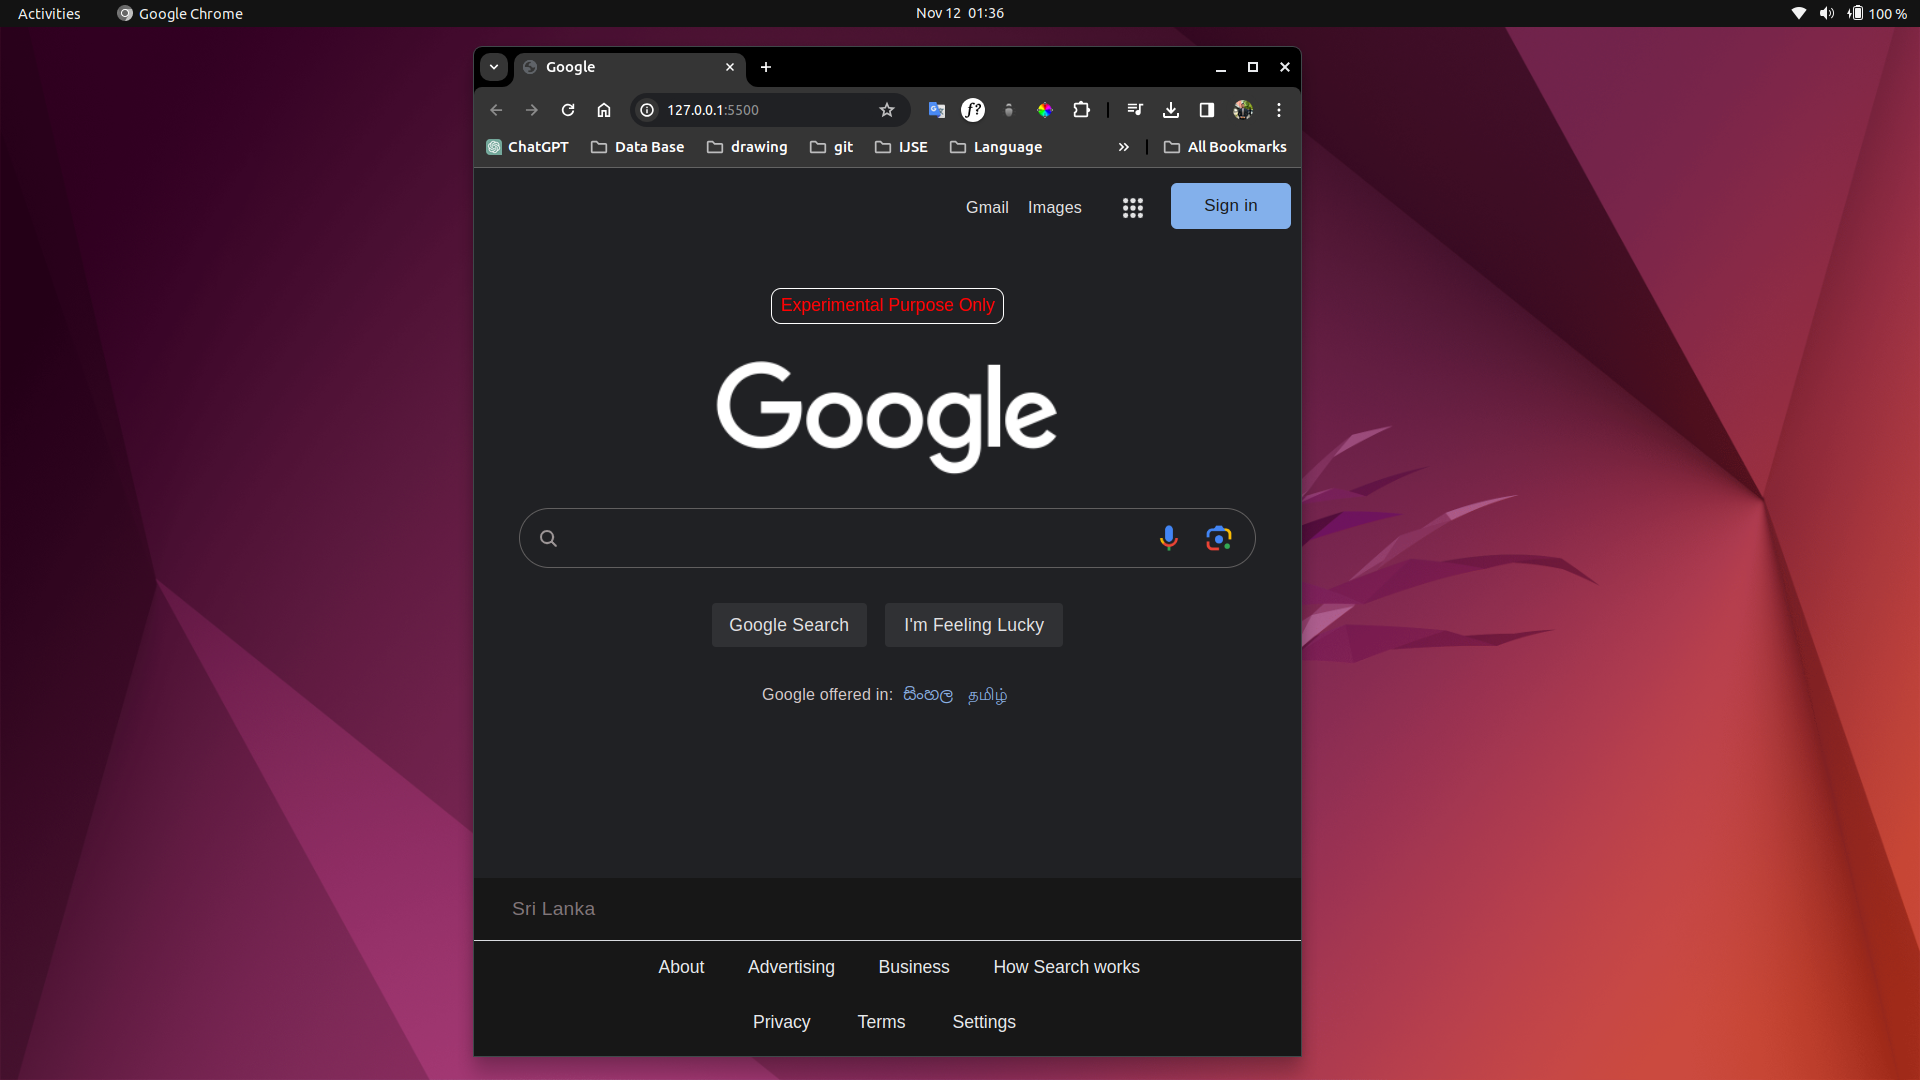 Activities Google Chrome Nov 12 01:36 100 %
Google
127.0.0.1:5500
ChatGPT Data Base drawing git IJSE Language All Bookmarks
Gmail Images Sign in
Experimental Purpose Only
Google
Google Search I'm Feeling Lucky
Google offered in: සිංහල தமிழ்
Sri Lanka
About Advertising Business How Search works
Privacy Terms Settings